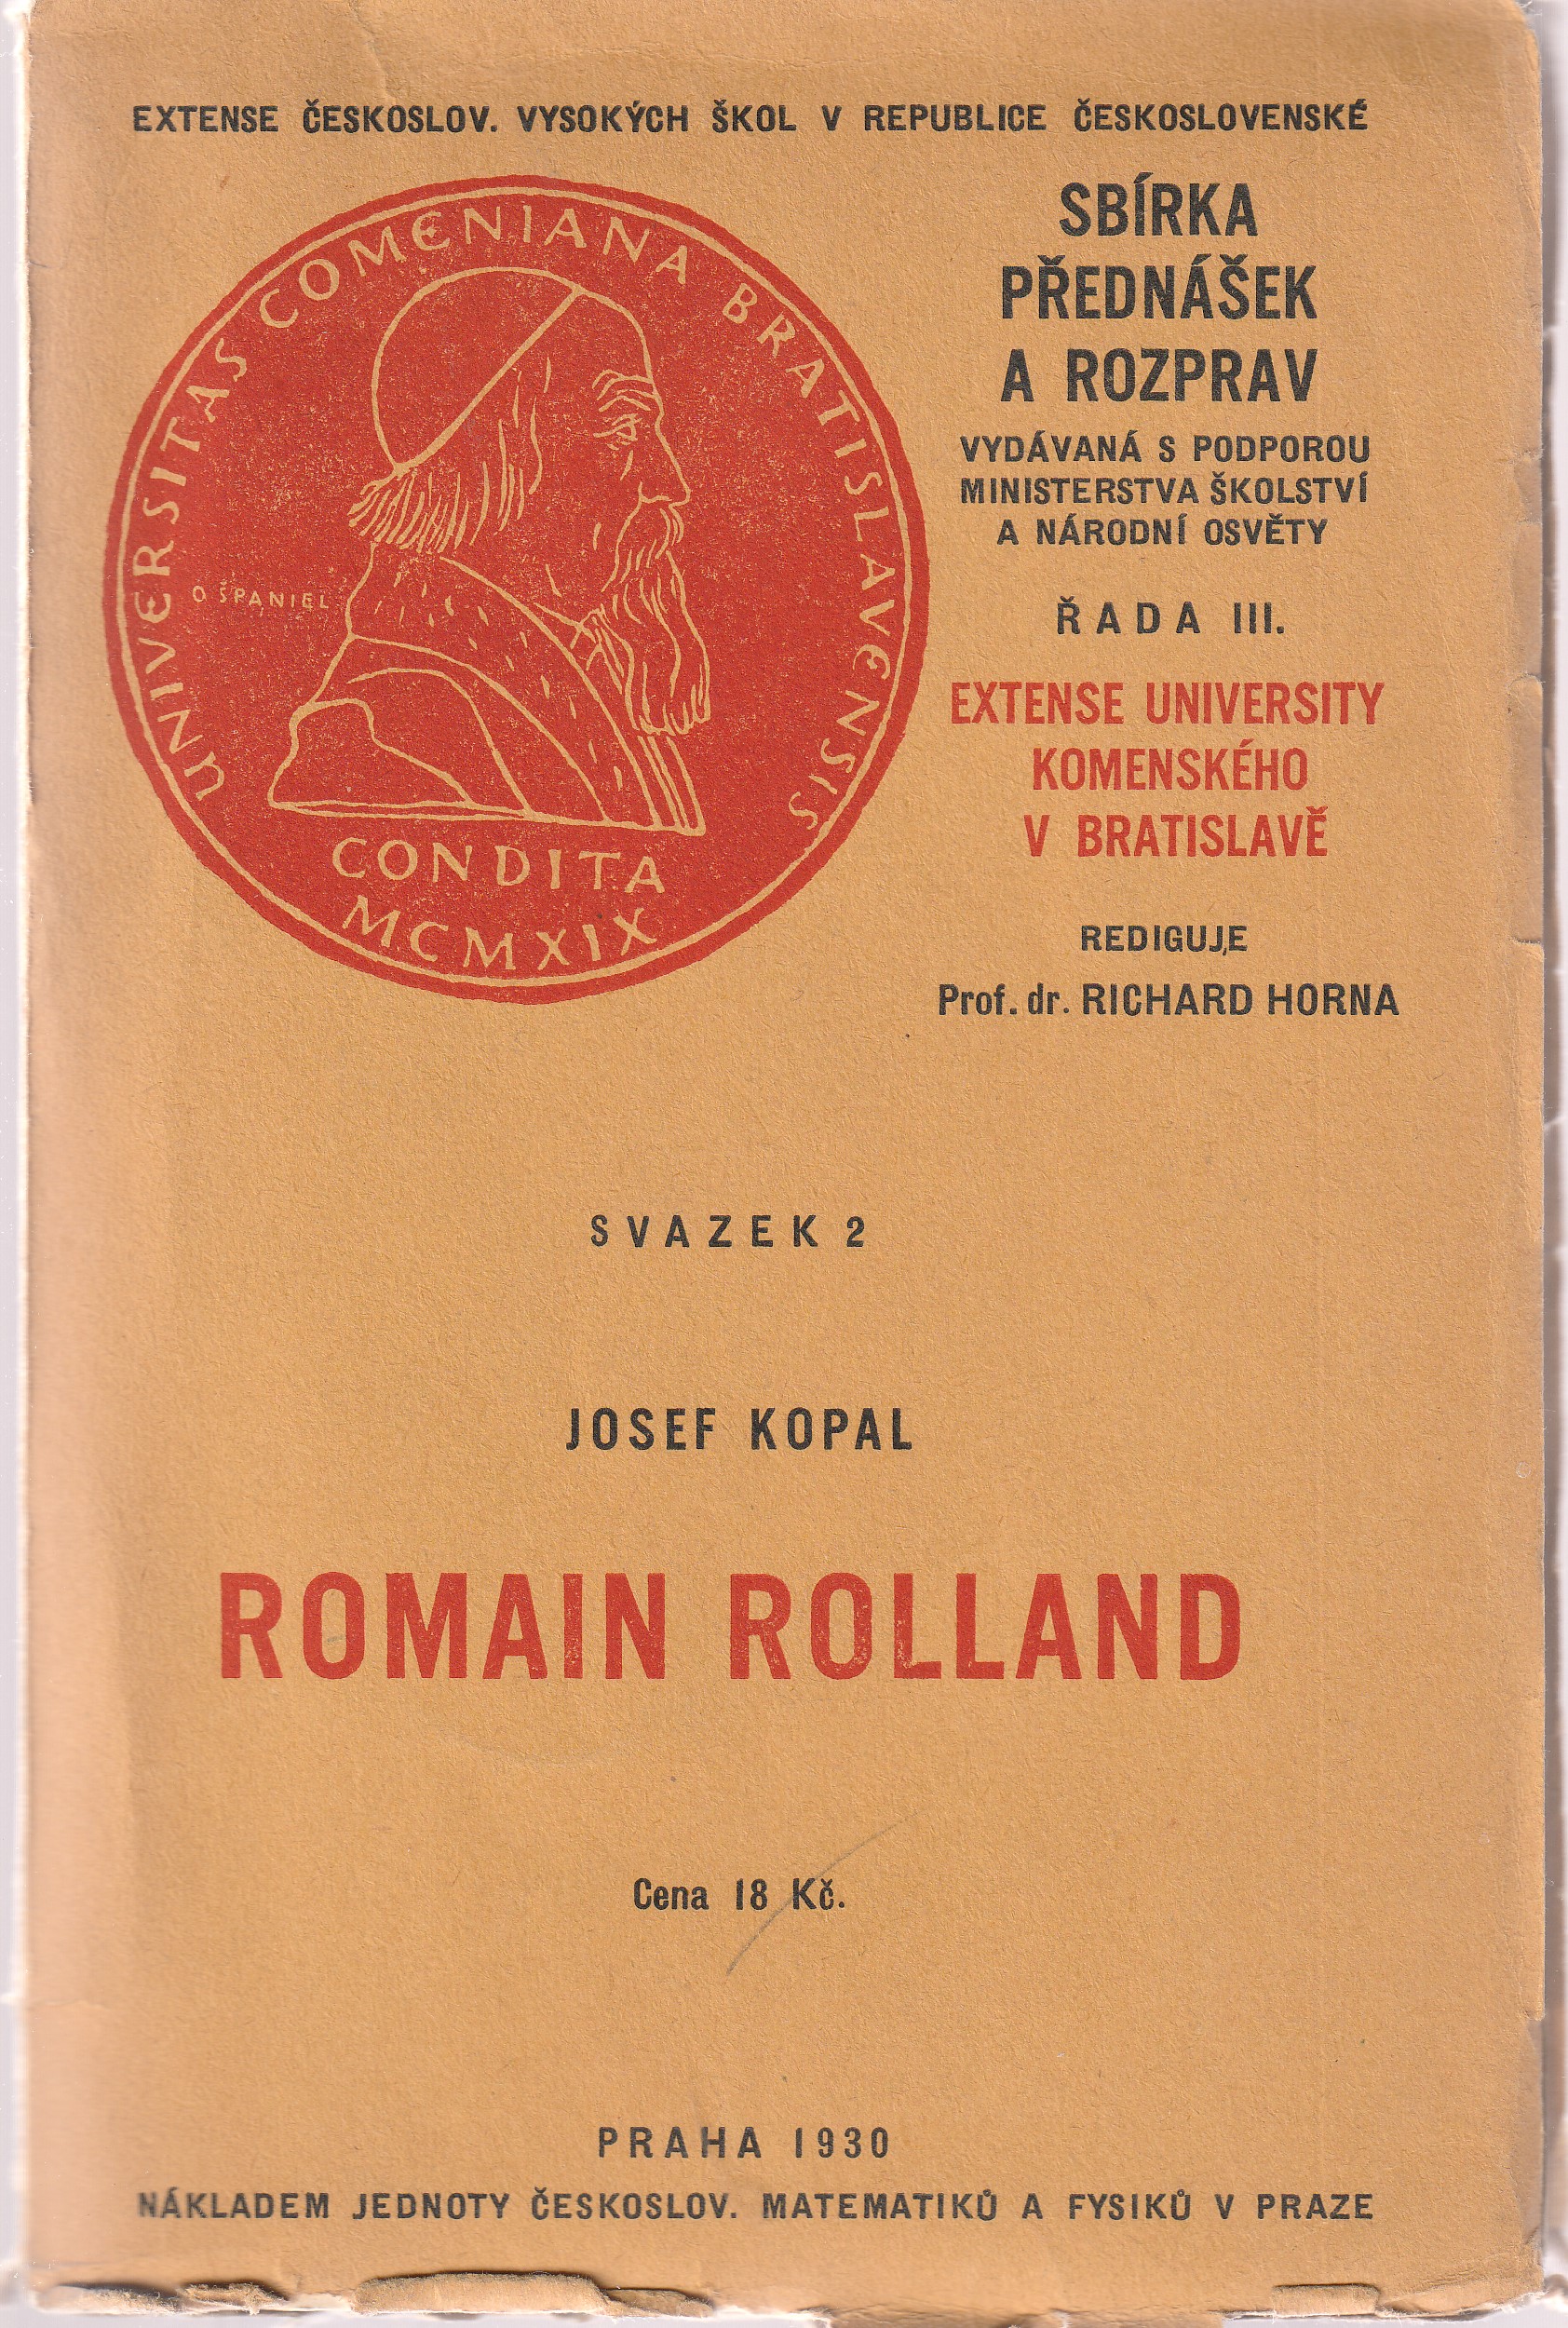 EXTENSE ČESKOSLOV. VYSOKÝCH ŠKOL V REPUBLICE ČESKOSLOVENSKÉ
UNIVERSITAS COMENIANA BRATISLAVENSIS
O ŠPANIEL
CONDITA
MCMXIX
SBÍRKA
PŘEDNÁŠEK
A ROZPRAV
VYDÁVANÁ S PODPOROU
MINISTERSTVA ŠKOLSTVÍ
A NÁRODNÍ OSVĚTY
ŘADA III.
EXTENSE UNIVERSITY
KOMENSKÉHO
V BRATISLAVĚ
REDIGUJE
Prof. dr. RICHARD HORNA
SVAZEK 2
JOSEF KOPAL
ROMAIN ROLLAND
Cena 18 Kč.
PRAHA 1930
NÁKLADEM JEDNOTY ČESKOSLOV. MATEMATIKŮ A FYSIKŮ V PRAZE